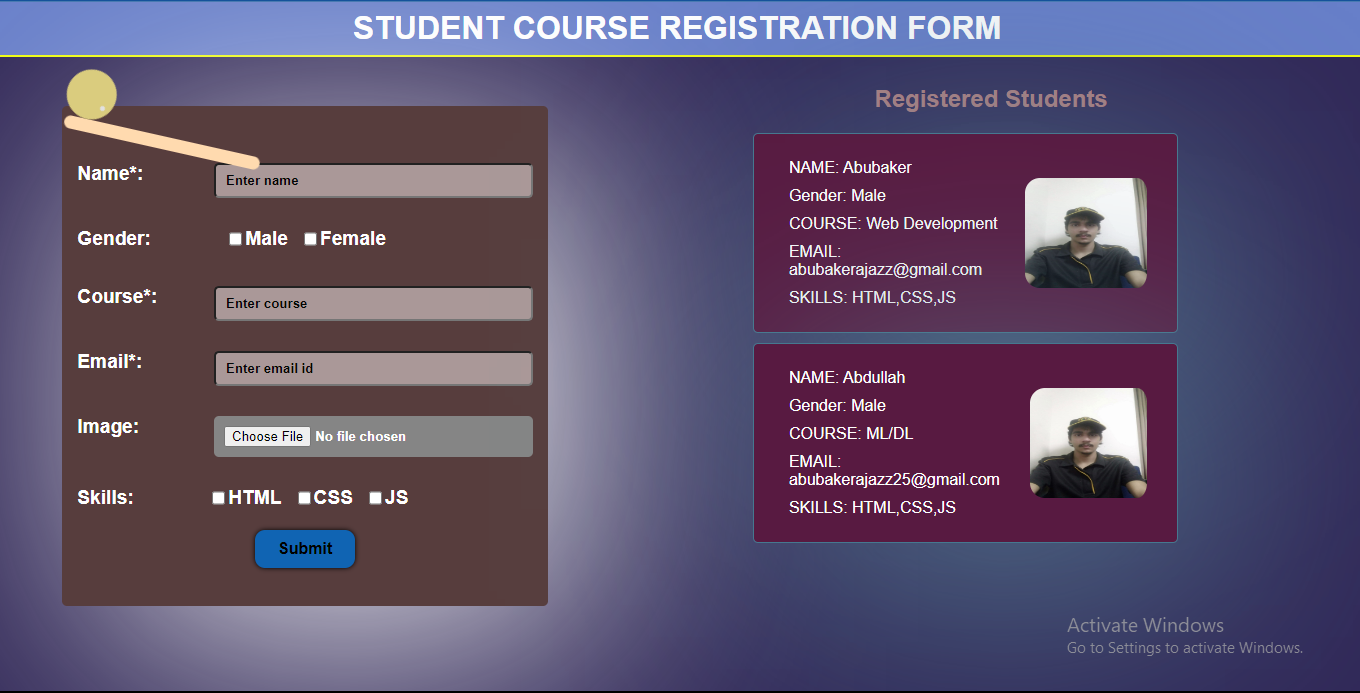 STUDENT COURSE REGISTRATION FORM
Name*:
Enter name
Gender:
Male Female
Course*:
Enter course
Email*:
Enter email id
Image:
Choose File No file chosen
Skills:
HTML CSS JS
Submit
Registered Students
NAME: Abubaker
Gender: Male
COURSE: Web Development
EMAIL:
abubakerajazz@gmail.com
SKILLS: HTML,CSS,JS
NAME: Abdullah
Gender: Male
COURSE: ML/DL
EMAIL:
abubakerajazz25@gmail.com
SKILLS: HTML,CSS,JS
Activate Windows
Go to Settings to activate Windows.